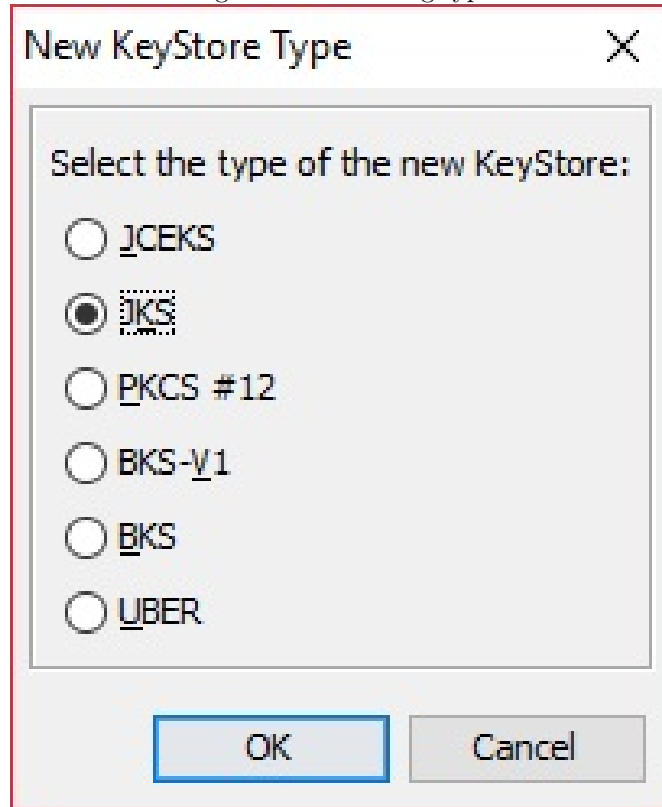 New KeyStore Type
Select the type of the new KeyStore:
JCEKS
JKS
PKCS #12
BKS-V1
BKS
UBER
OK Cancel